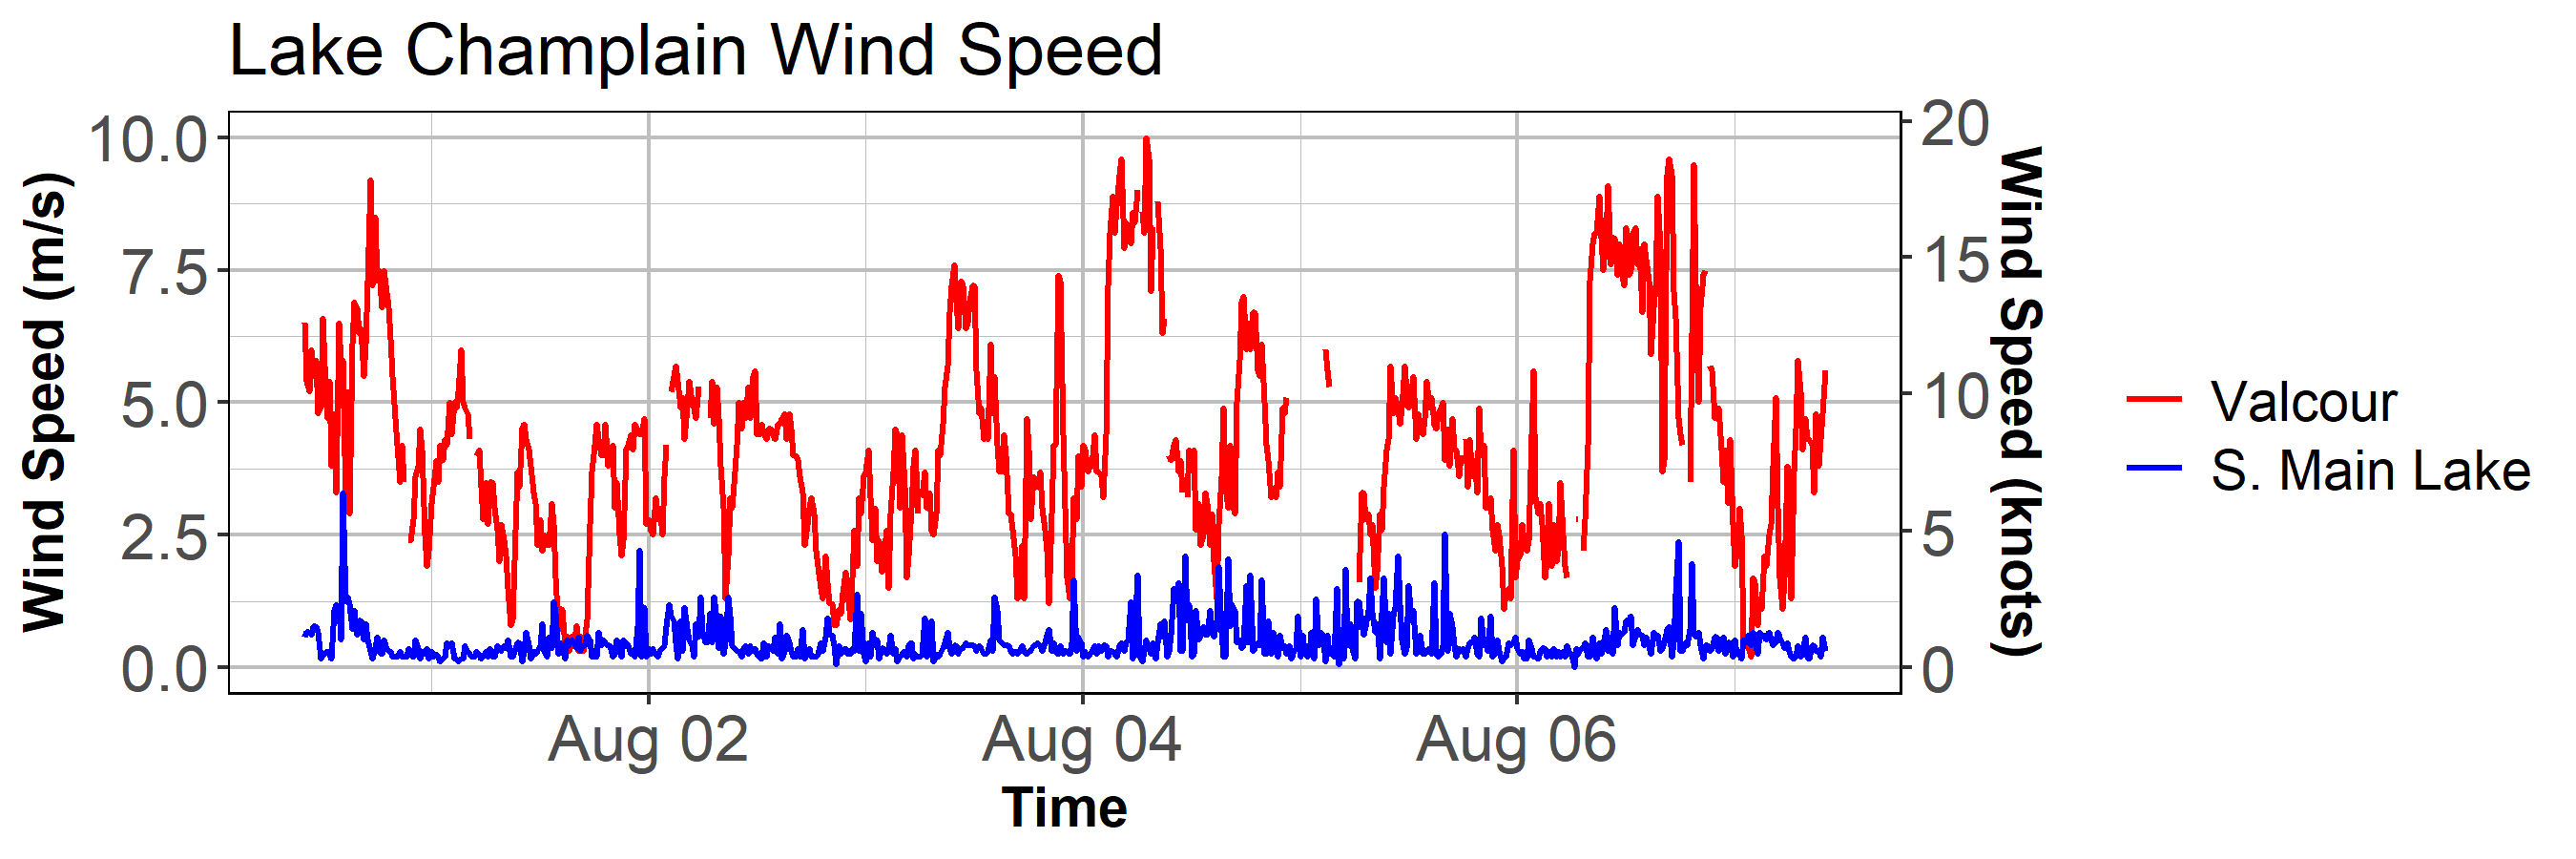 Lake Champlain Wind Speed
Wind Speed (m/s)
10.0
7.5
5.0
2.5
0.0
20
15
10
5
0
Wind Speed (knots)
Aug 02
Aug 04
Aug 06
Time
Valcour
S. Main Lake